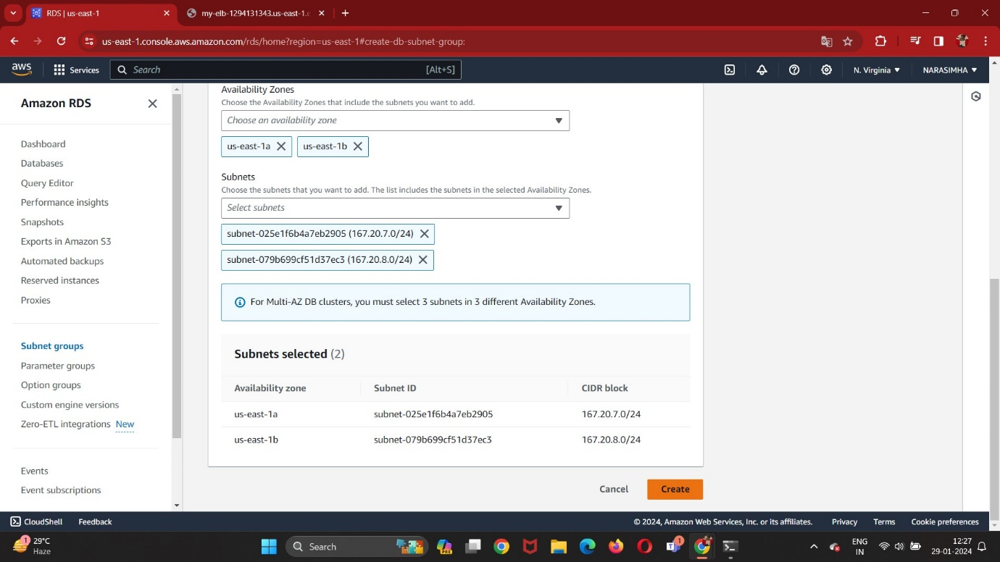 RDS | us-east-1
my-elb-1294131343.us-east-1.e
us-east-1.console.aws.amazon.com/rds/home?region=us-east-1#create-db-subnet-group:
aws
Services
Search
[Alt+S]
N. Virginia
NARASIMHA
Amazon RDS
Dashboard
Databases
Query Editor
Performance insights
Snapshots
Exports in Amazon S3
Automated backups
Reserved instances
Proxies
Subnet groups
Parameter groups
Option groups
Custom engine versions
Zero-ETL integrations New
Events
Event subscriptions
Availability Zones
Choose the Availability Zones that include the subnets you want to add.
Choose an availability zone
us-east-1a
us-east-1b
Subnets
Choose the subnets that you want to add. The list includes the subnets in the selected Availability Zones.
Select subnets
subnet-025e1f6b4a7eb2905 (167.20.7.0/24)
subnet-079b699cf51d37ec3 (167.20.8.0/24)
For Multi-AZ DB clusters, you must select 3 subnets in 3 different Availability Zones.
Subnets selected (2)
Availability zone Subnet ID CIDR block
us-east-1a subnet-025e1f6b4a7eb2905 167.20.7.0/24
us-east-1b subnet-079b699cf51d37ec3 167.20.8.0/24
Cancel
Create
CloudShell
Feedback
© 2024, Amazon Web Services, Inc. or its affiliates.
Privacy
Terms
Cookie preferences
1
29°C
Haze
Search
PRE
1
ENG
IN
12:27
29-01-2024